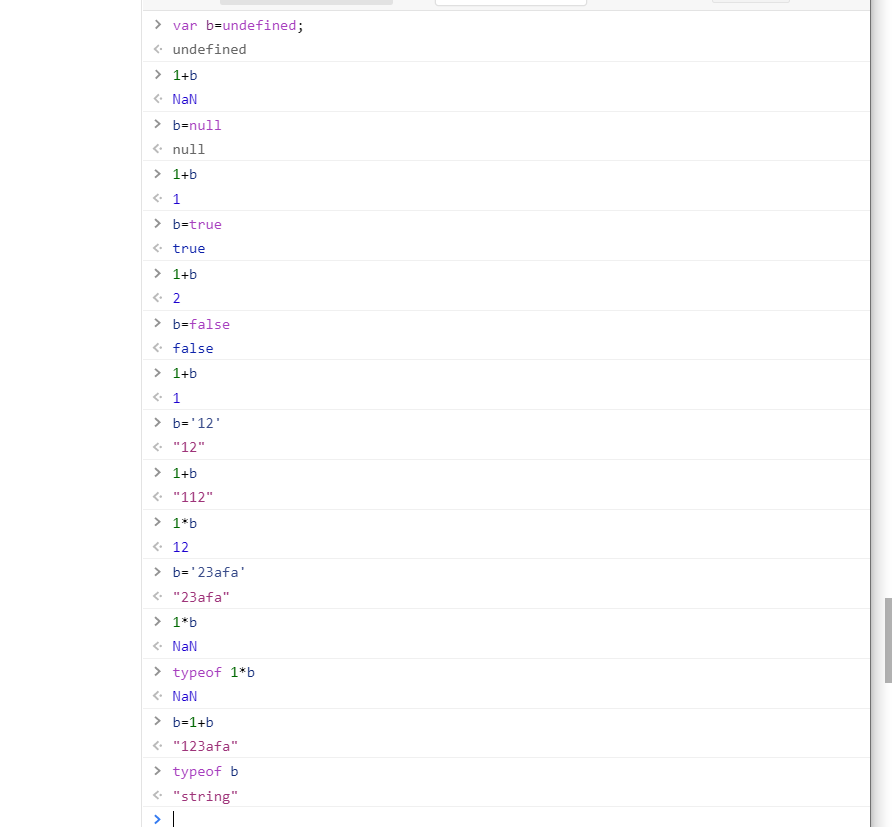 > var b=undefined;
<· undefined
> 1+b
<· NaN
> b=null
<· null
> 1+b
<· 1
> b=true
<· true
> 1+b
<· 2
> b=false
<· false
> 1+b
<· 1
> b='12'
<· "12"
> 1+b
<· "112"
> 1*b
<· 12
> b='23afa'
<· "23afa"
> 1*b
<· NaN
> typeof 1*b
<· NaN
> b=1+b
<· "123afa"
> typeof b
<· "string"
>